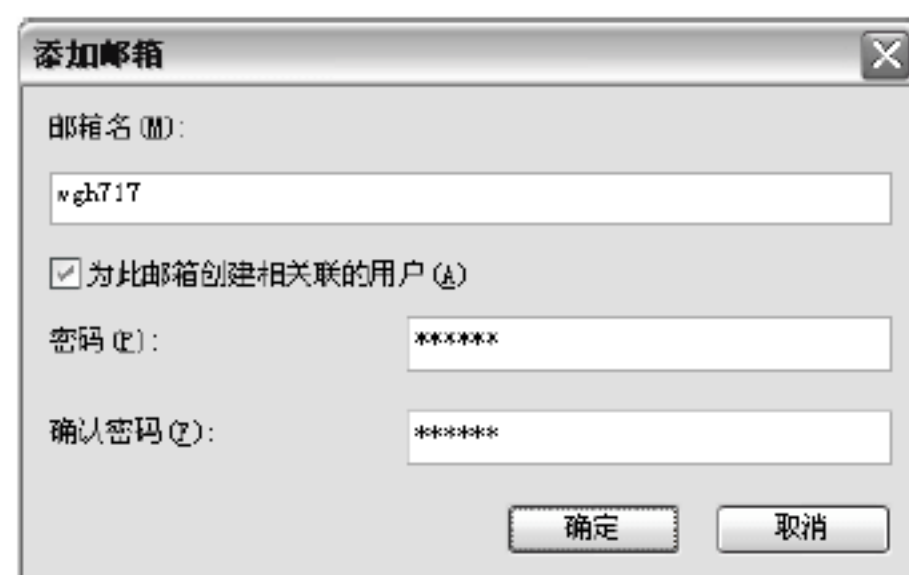 添加邮箱
邮箱名(M):
wgh717
为此邮箱创建相关联的用户(A)
密码(P): ******
确认密码(F): ******
确定 取消